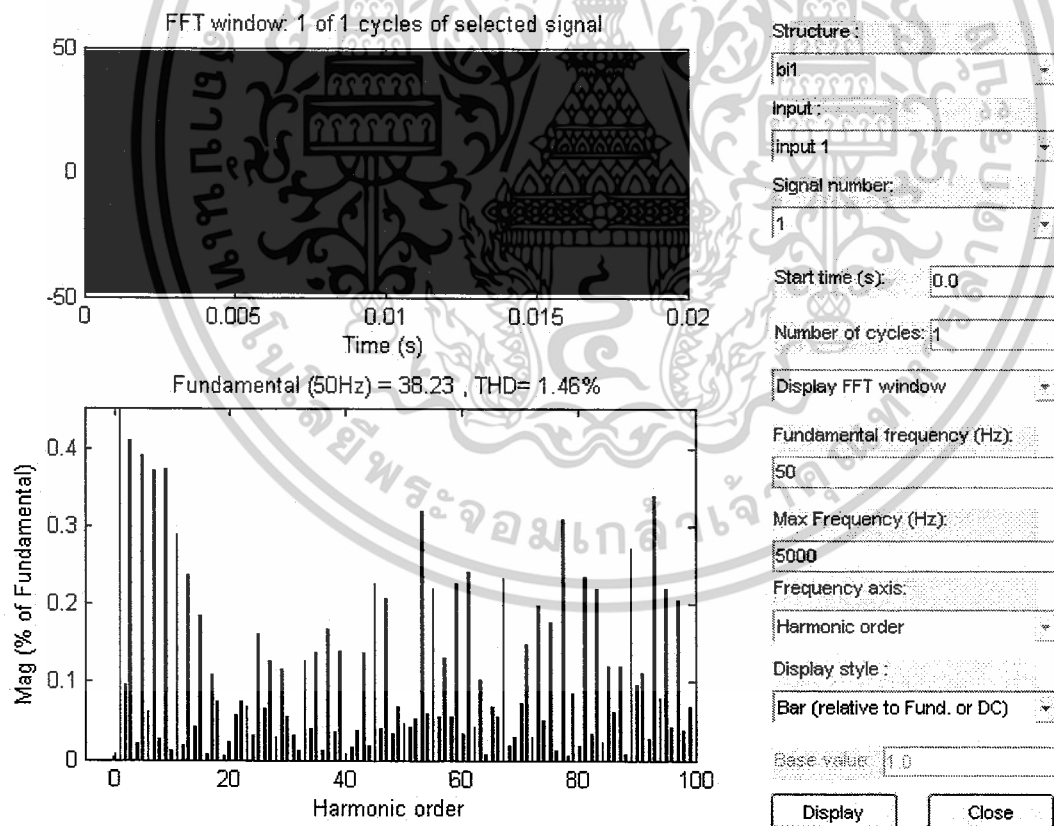 FFT window: 1 of 1 cycles of selected signal
50
0
-50
0 0.005 0.01 0.015 0.02
Time (s)
Fundamental (50Hz) = 38.23 , THD= 1.46%
Mag (% of Fundamental)
0.4
0.3
0.2
0.1
0
0 20 40 60 80 100
Harmonic order
Structure :
bi1
Input :
input 1
Signal number:
1
Start time (s): 0.0
Number of cycles: 1
Display FFT window
Fundamental frequency (Hz):
50
Max Frequency (Hz):
5000
Frequency axis:
Harmonic order
Display style :
Bar (relative to Fund. or DC)
Base value: 1.0
Display Close